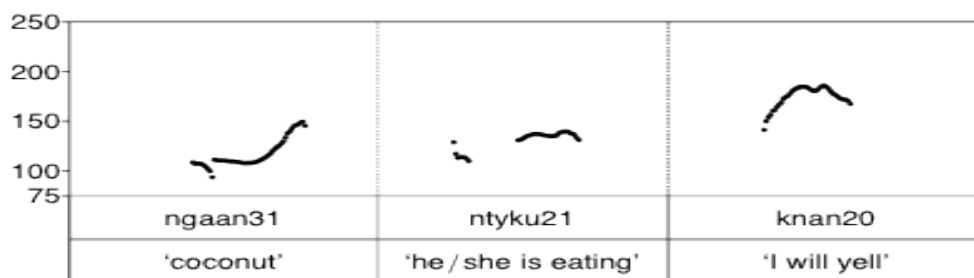 250
200
150
100
75
ngaan31 ntyku21 knan20
'coconut' 'he/she is eating' 'I will yell'